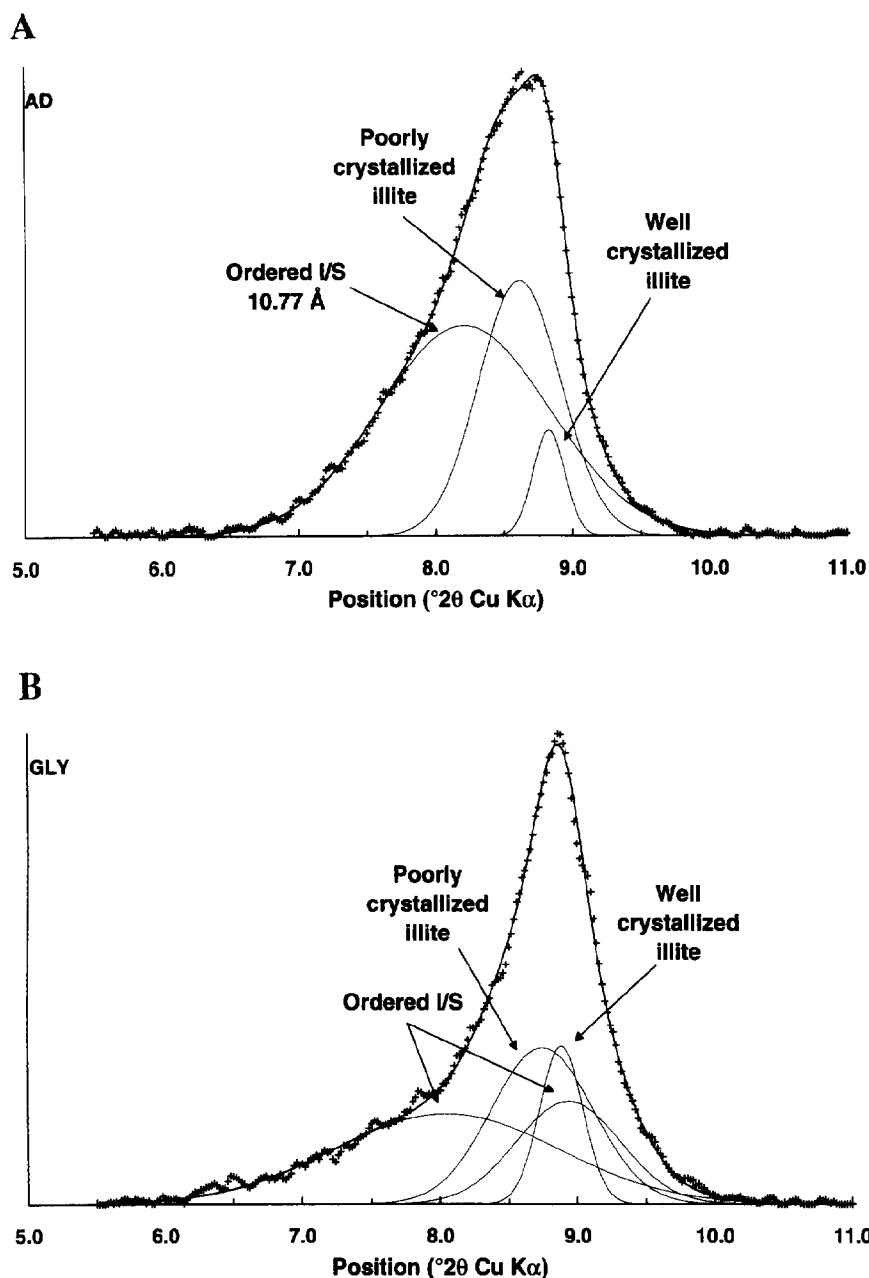 A
AD
Poorly
crystallized
illite
Well
crystallized
illite
Ordered I/S
10.77 Å
5.0 6.0 7.0 8.0 9.0 10.0 11.0
Position (°2θ Cu Kα)
B
GLY
Poorly
crystallized
illite
Well
crystallized
illite
Ordered I/S
5.0 6.0 7.0 8.0 9.0 10.0 11.0
Position (°2θ Cu Kα)